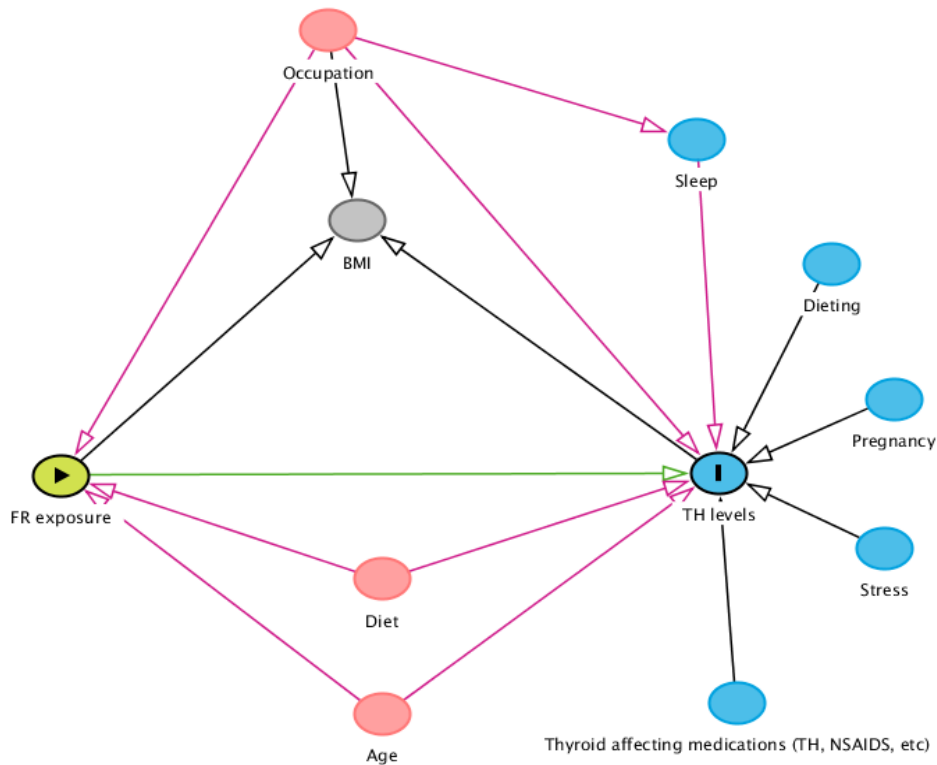 Occupation
Sleep
BMI
Dieting
Pregnancy
FR exposure
TH levels
Stress
Diet
Age
Thyroid affecting medications (TH, NSAIDS, etc)